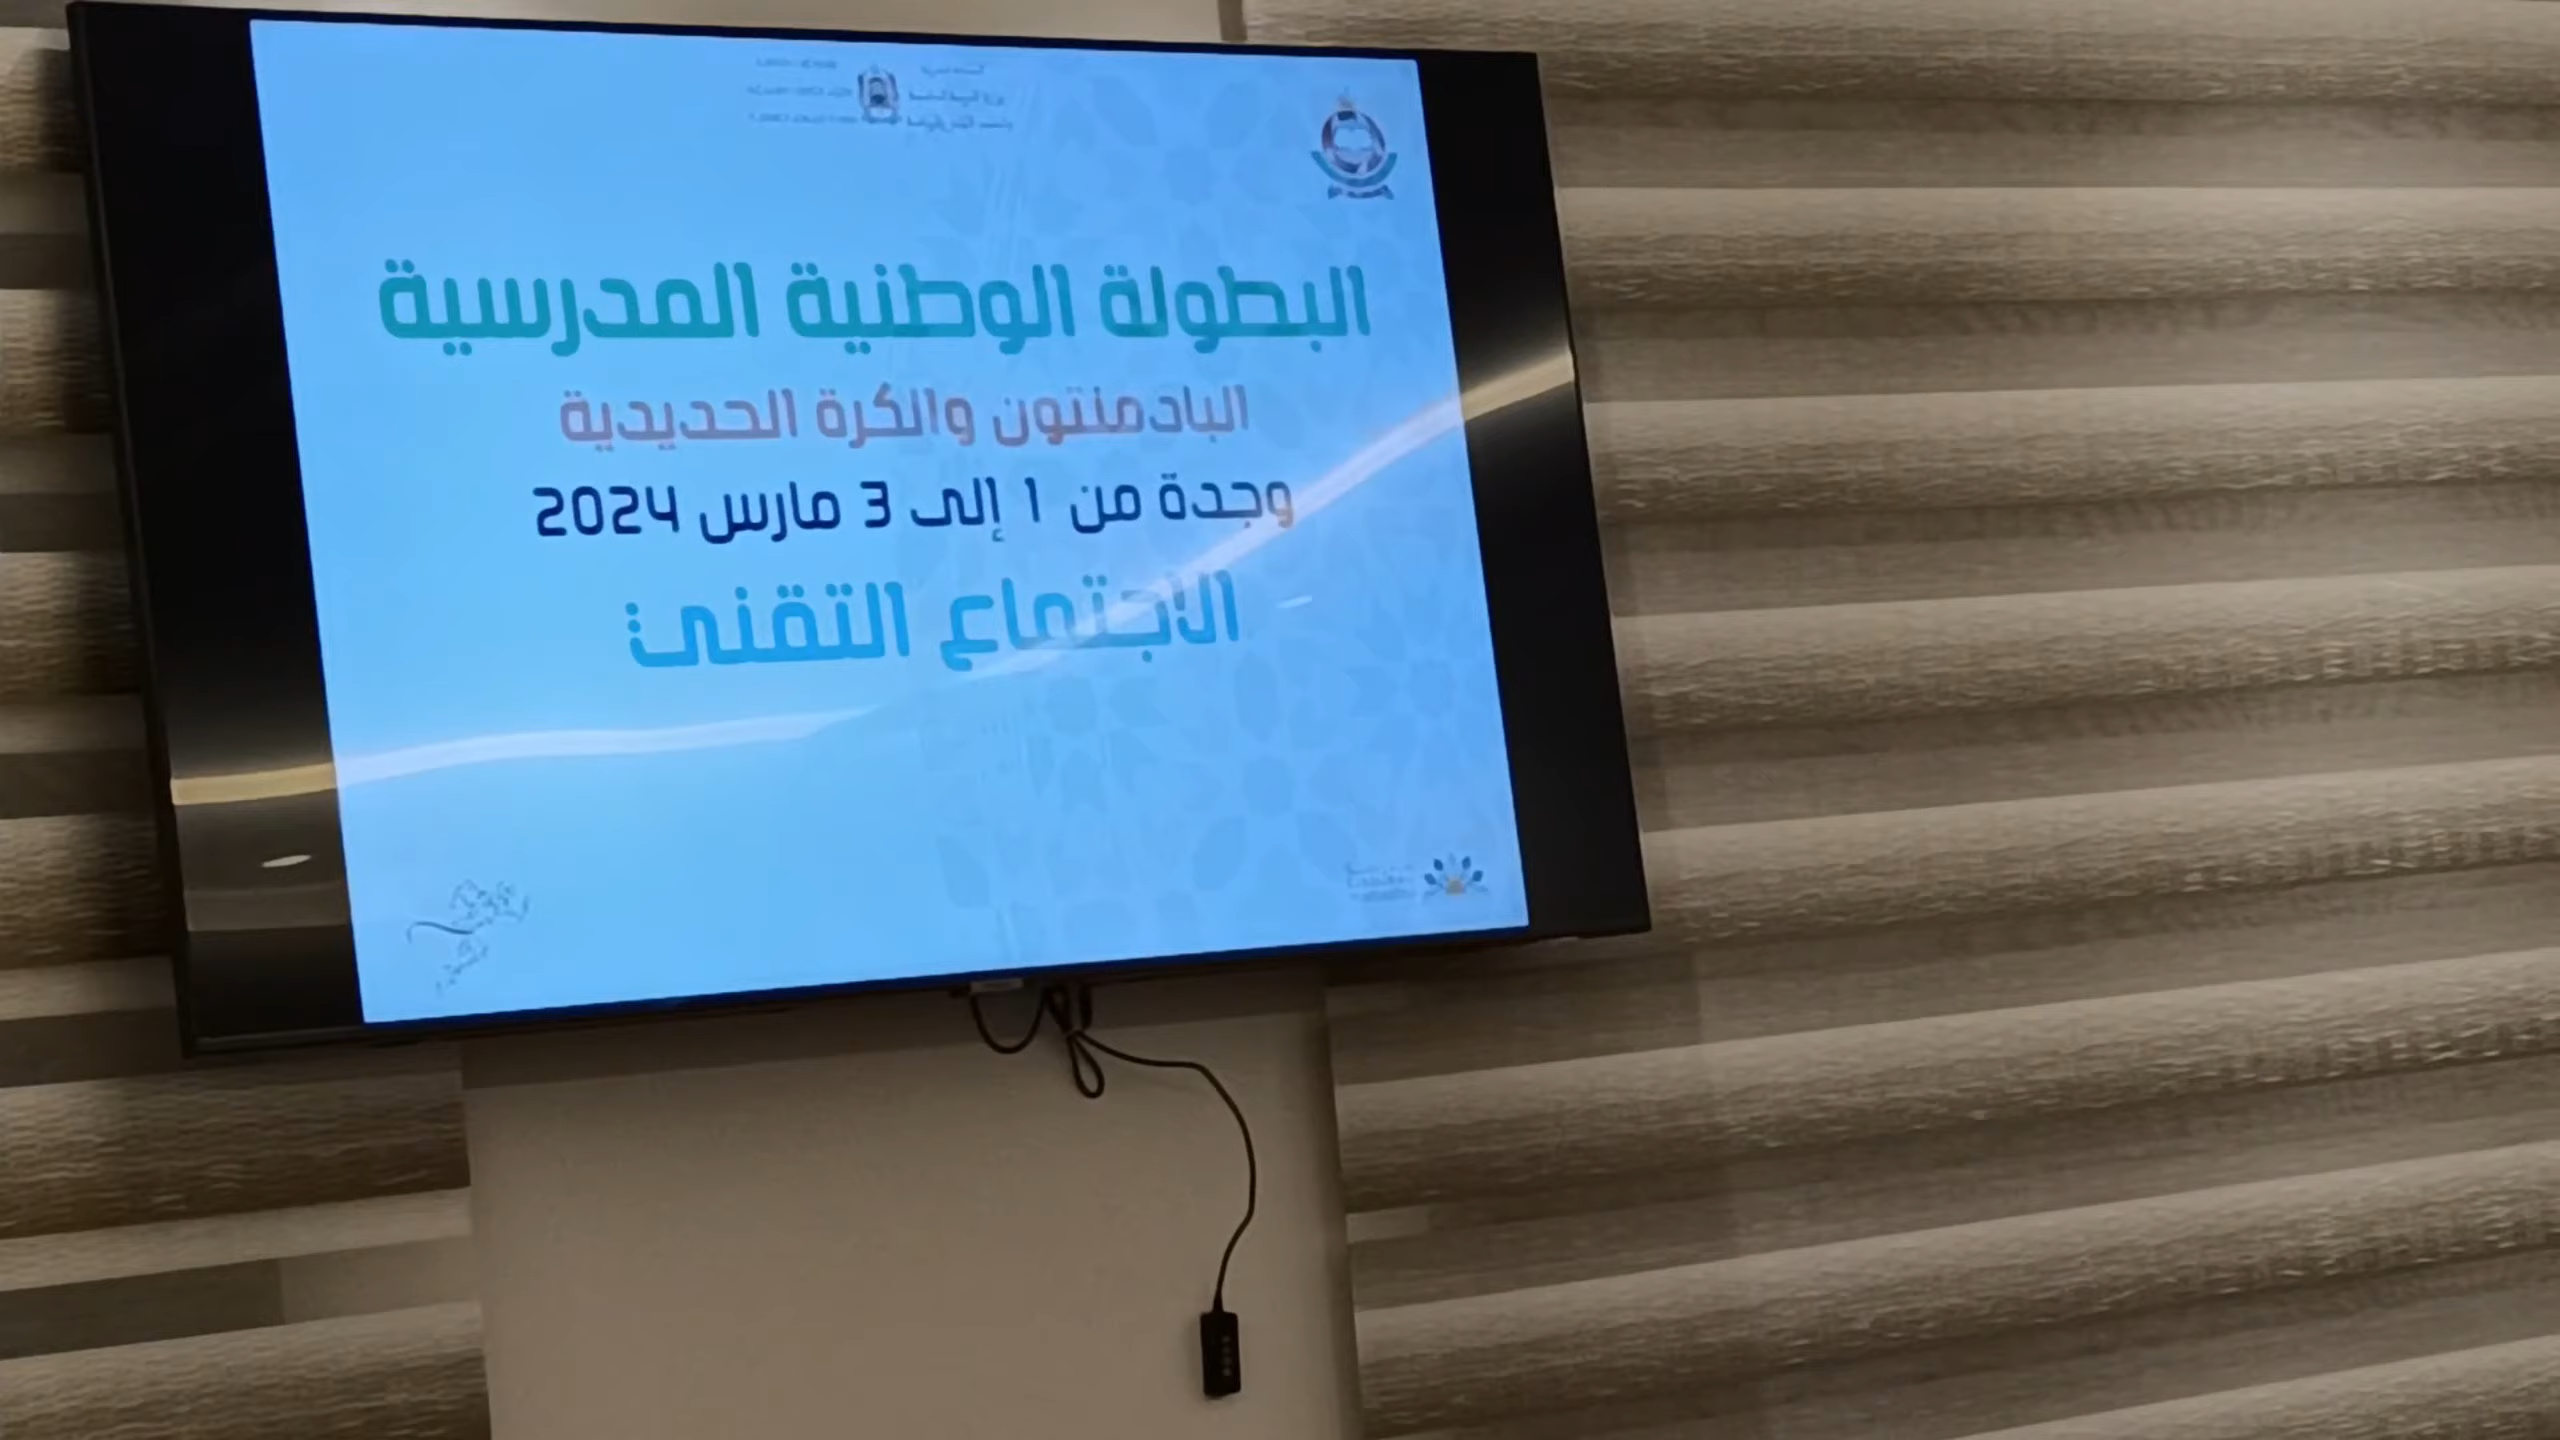 البطولة الوطنية المدرسية
البادمنتون والكرة الحديدية
وجدة من 1 إلى 3 مارس 2024
الاجتماع التقني